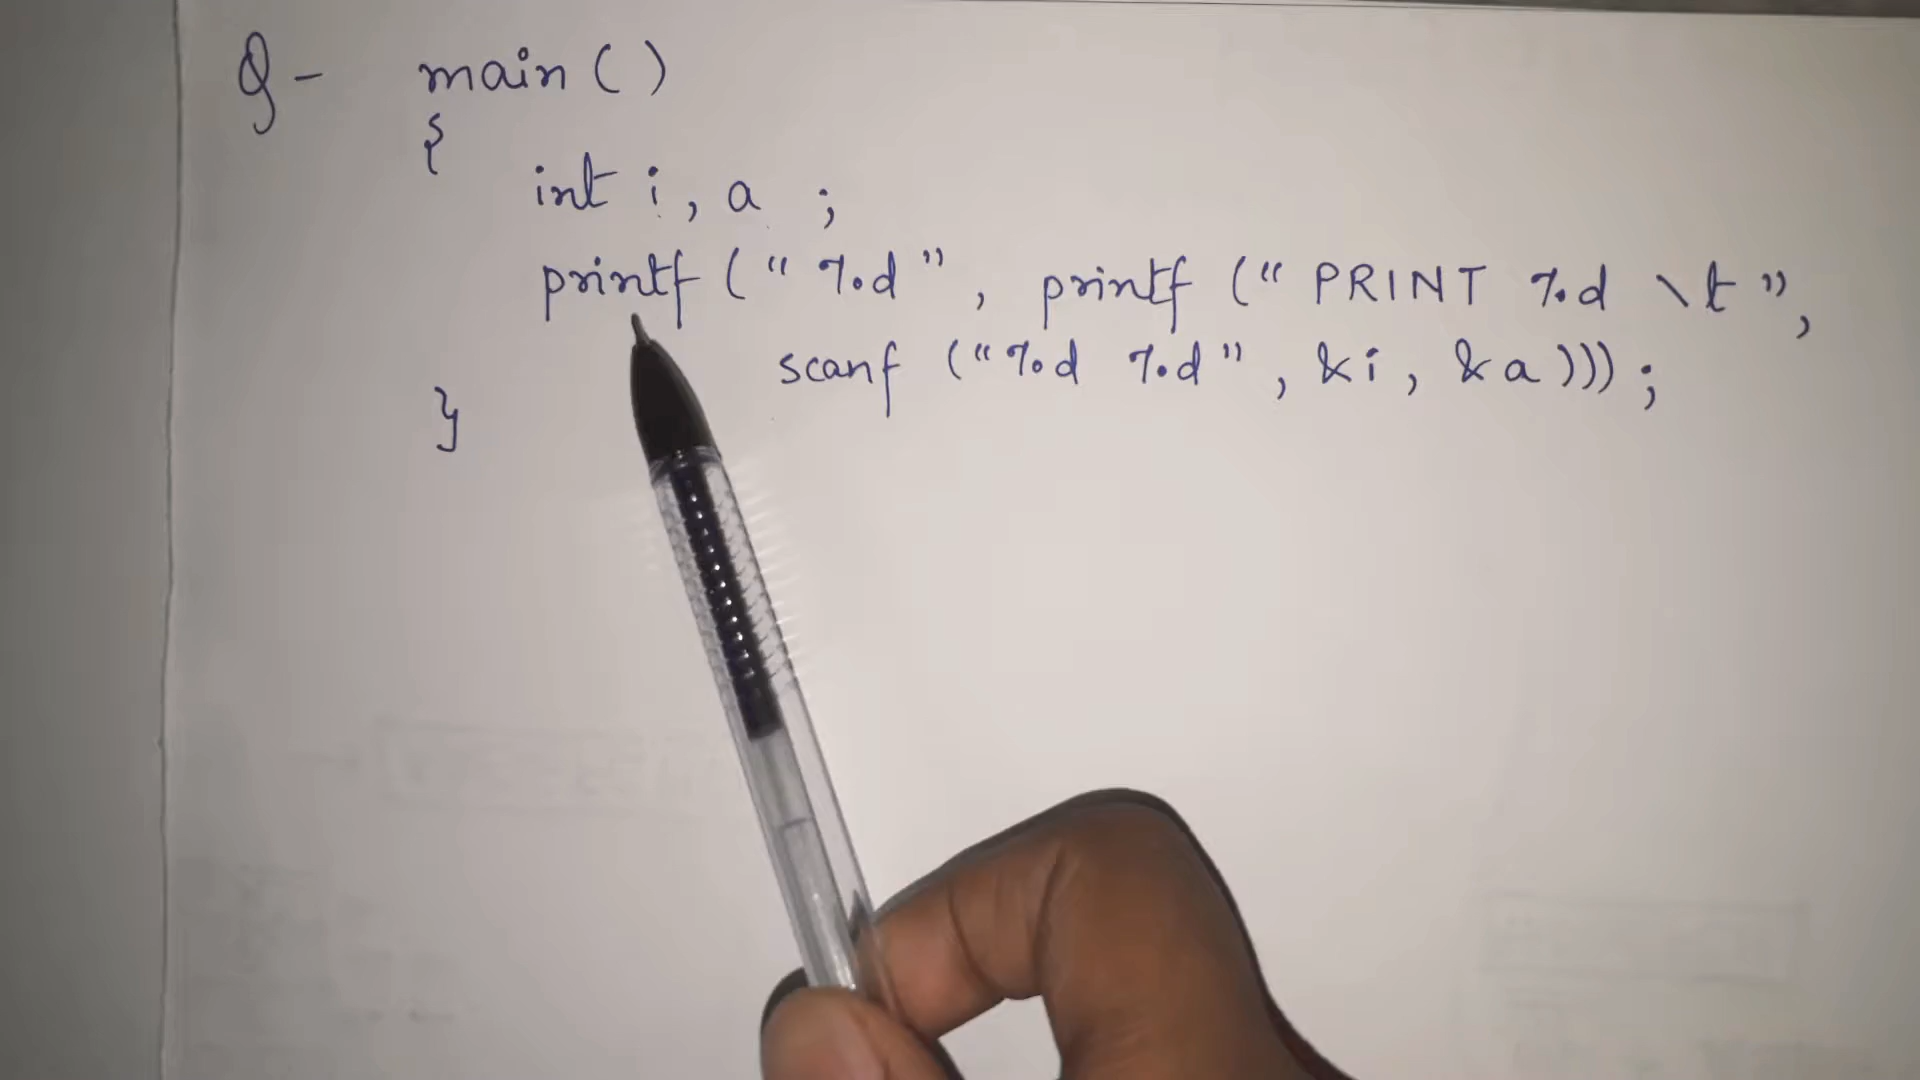 Q- main ( )
{
int i, a ;
printf ( " %d " , printf ( " PRINT %d \t " ,
scanf ( " %d %d " , &i , &a ))) ;
}